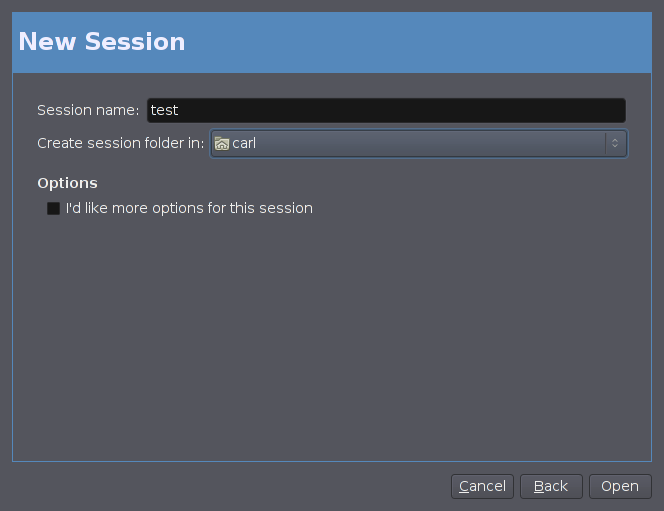 New Session
Session name: test
Create session folder in: carl
Options
I'd like more options for this session
Cancel Back Open